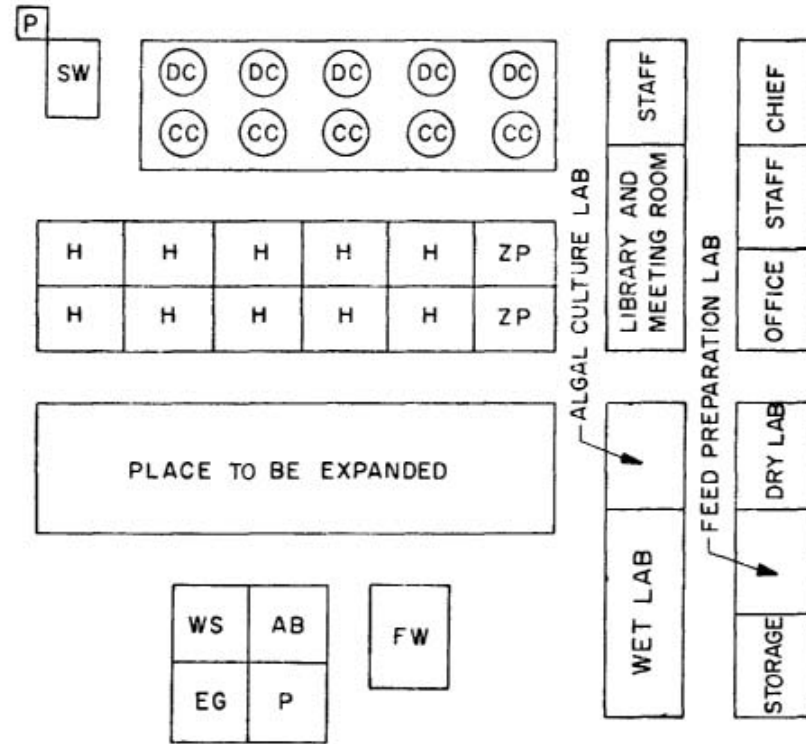 P
SW
DC DC DC DC DC
CC CC CC CC CC
H H H H H ZP
H H H H H ZP
PLACE TO BE EXPANDED
WS AB
EG P
FW
ALGAL CULTURE LAB
STAFF
LIBRARY AND
MEETING ROOM
WET LAB
FEED PREPARATION LAB
CHIEF
STAFF
OFFICE
DRY LAB
STORAGE